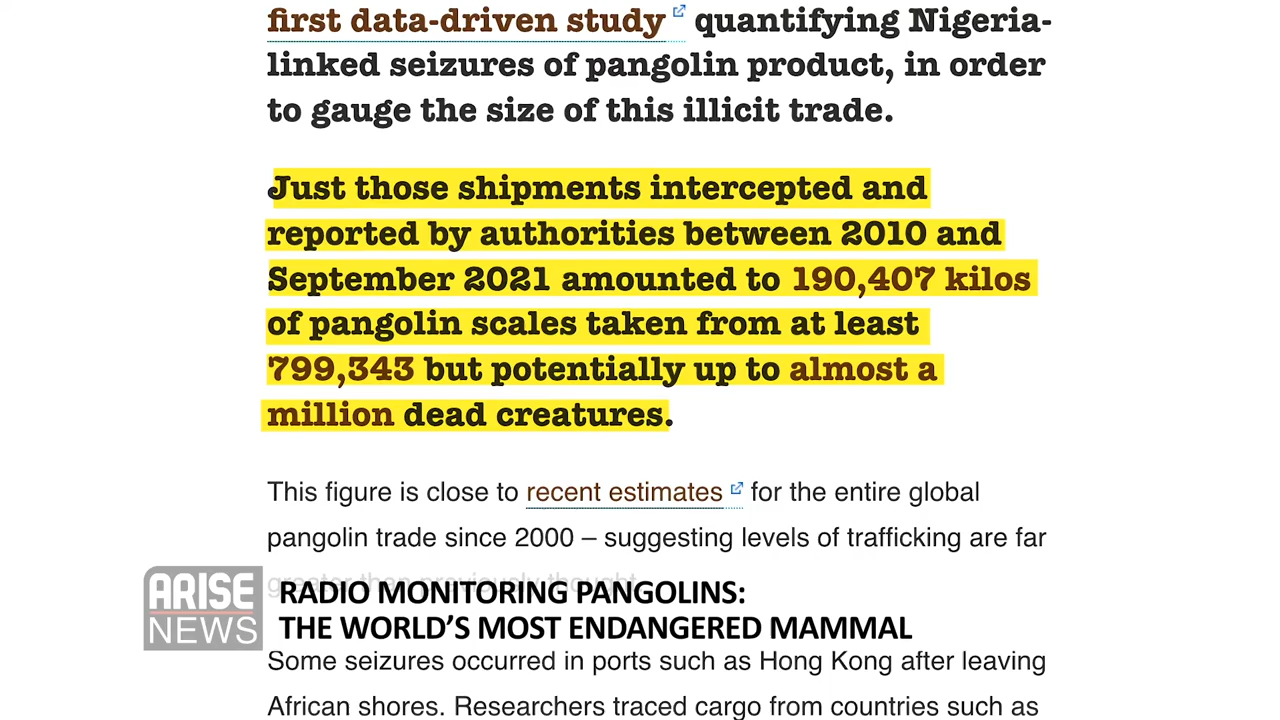 first data-driven study quantifying Nigeria-
linked seizures of pangolin product, in order
to gauge the size of this illicit trade.
Just those shipments intercepted and
reported by authorities between 2010 and
September 2021 amounted to 190,407 kilos
of pangolin scales taken from at least
799,343 but potentially up to almost a
million dead creatures.
This figure is close to recent estimates for the entire global
pangolin trade since 2000 – suggesting levels of trafficking are far
greater than previously thought.
ARISE
NEWS
RADIO MONITORING PANGOLINS:
THE WORLD'S MOST ENDANGERED MAMMAL
Some seizures occurred in ports such as Hong Kong after leaving
African shores. Researchers traced cargo from countries such as